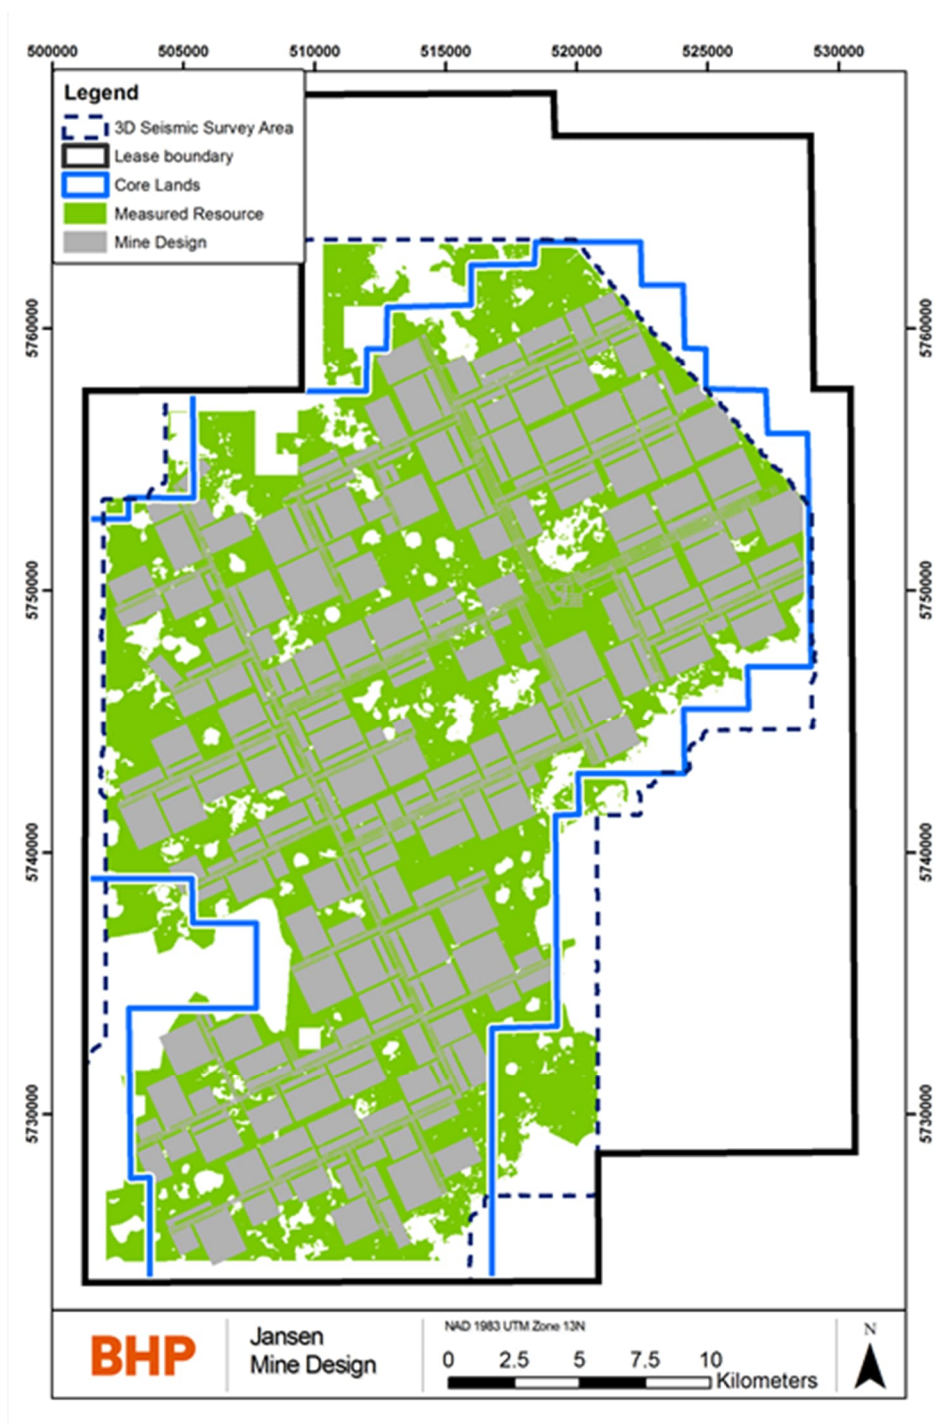 500000 505000 510000 515000 520000 525000 530000
Legend
3D Seismic Survey Area
Lease boundary
Core Lands
Measured Resource
Mine Design
5760000 5760000
5750000 5750000
5740000 5740000
5730000 5730000
BHP
Jansen
Mine Design
NAD 1983 UTM Zone 13N
0 2.5 5 7.5 10
Kilometers
N